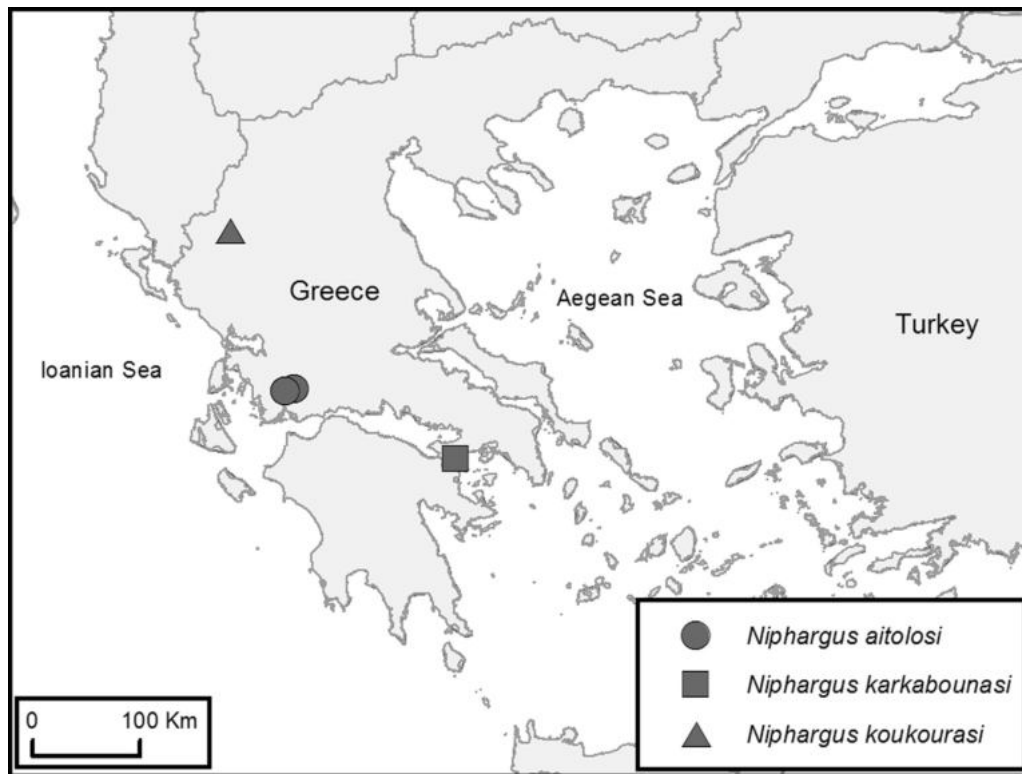 Greece
Aegean Sea
Turkey
Ioanian Sea
Niphargus aitolosi
Niphargus karkabounasi
Niphargus koukourasi
0 100 Km